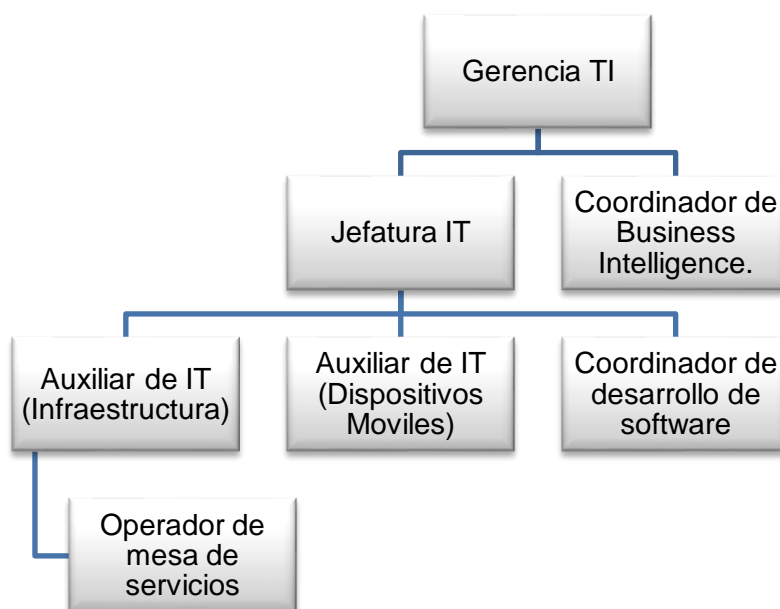 Gerencia TI
Jefatura IT
Coordinador de
Business
Intelligence.
Auxiliar de IT
(Infraestructura)
Auxiliar de IT
(Dispositivos
Moviles)
Coordinador de
desarrollo de
software
Operador de
mesa de
servicios